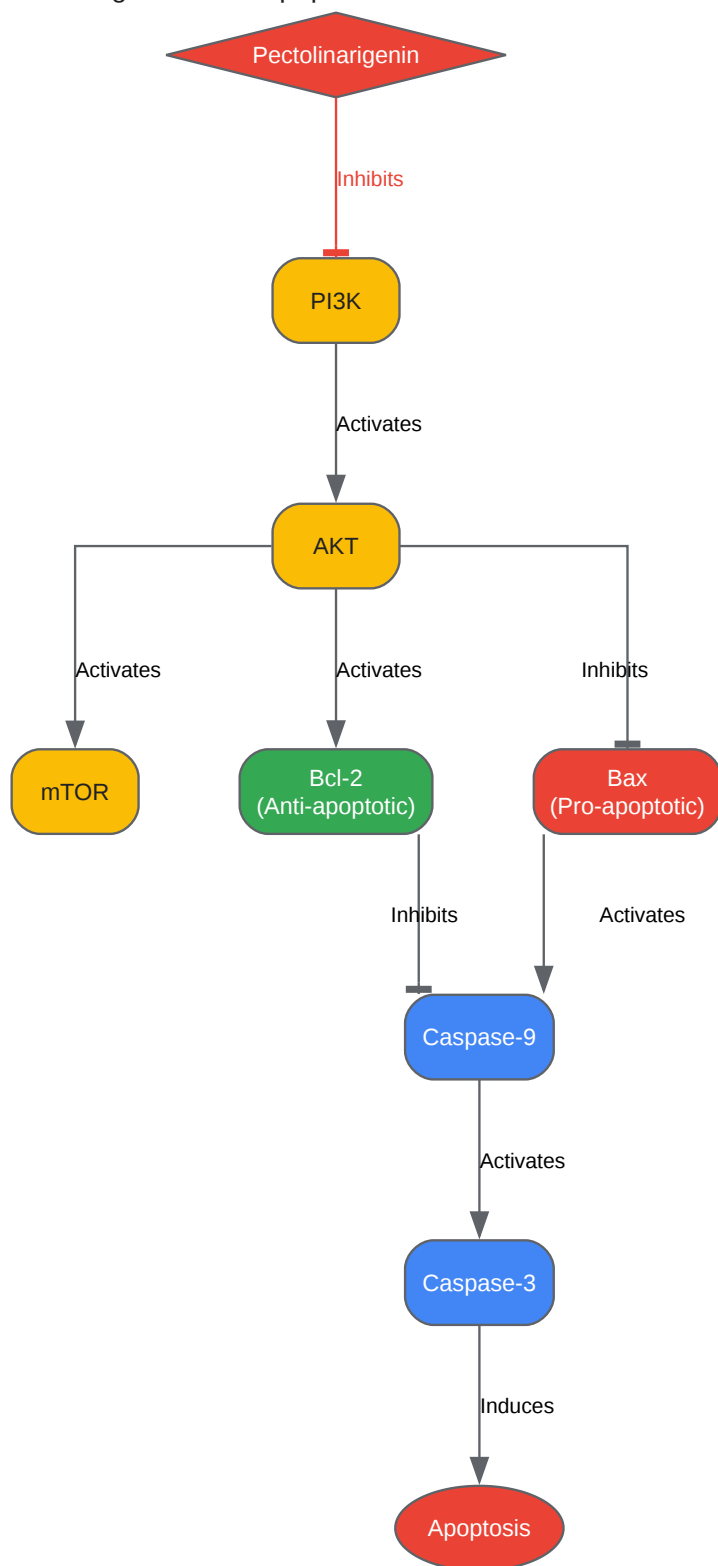 Pectolinarigenin
Inhibits
PI3K
Activates
AKT
Activates
Activates
Inhibits
mTOR
Bcl-2
(Anti-apoptotic)
Bax
(Pro-apoptotic)
Inhibits
Activates
Caspase-9
Activates
Caspase-3
Induces
Apoptosis